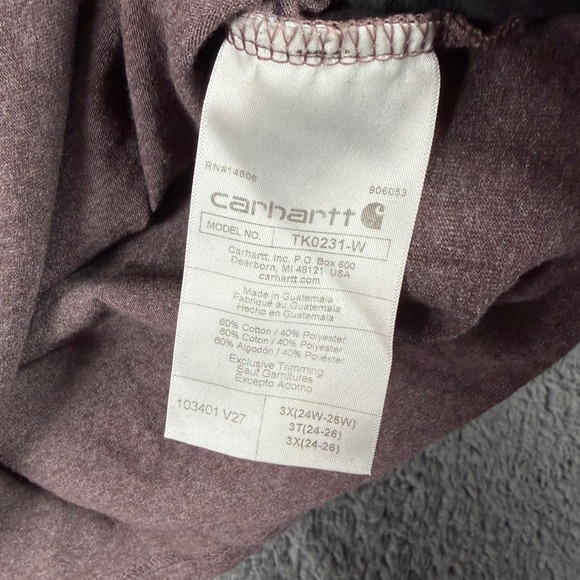 RN#14806
906053
carhartt
MODEL NO. TK0231-W
Carhartt, Inc. P.O. Box 600
Dearborn, MI 48121 USA
carhartt.com
Made in Guatemala
Fabriqué au Guatemala
Hecho en Guatemala
60% Cotton / 40% Polyester
60% Coton / 40% Polyester
60% Algodón / 40% Poliéster
Exclusive Trimming
Sauf Garnitures
Excepto Adorno
103401 V27
3X(24W-26W)
3T(24-26)
3X(24-26)